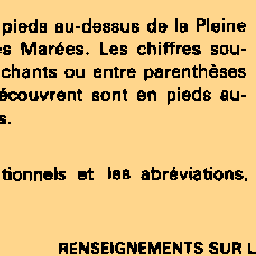 pieds au-dessus de la Pleine
es Marées. Les chiffres sou-
chants ou entre parenthèses
écouvrent sont en pieds au-
s.
tionnels et les abréviations,
RENSEIGNEMENTS SUR L